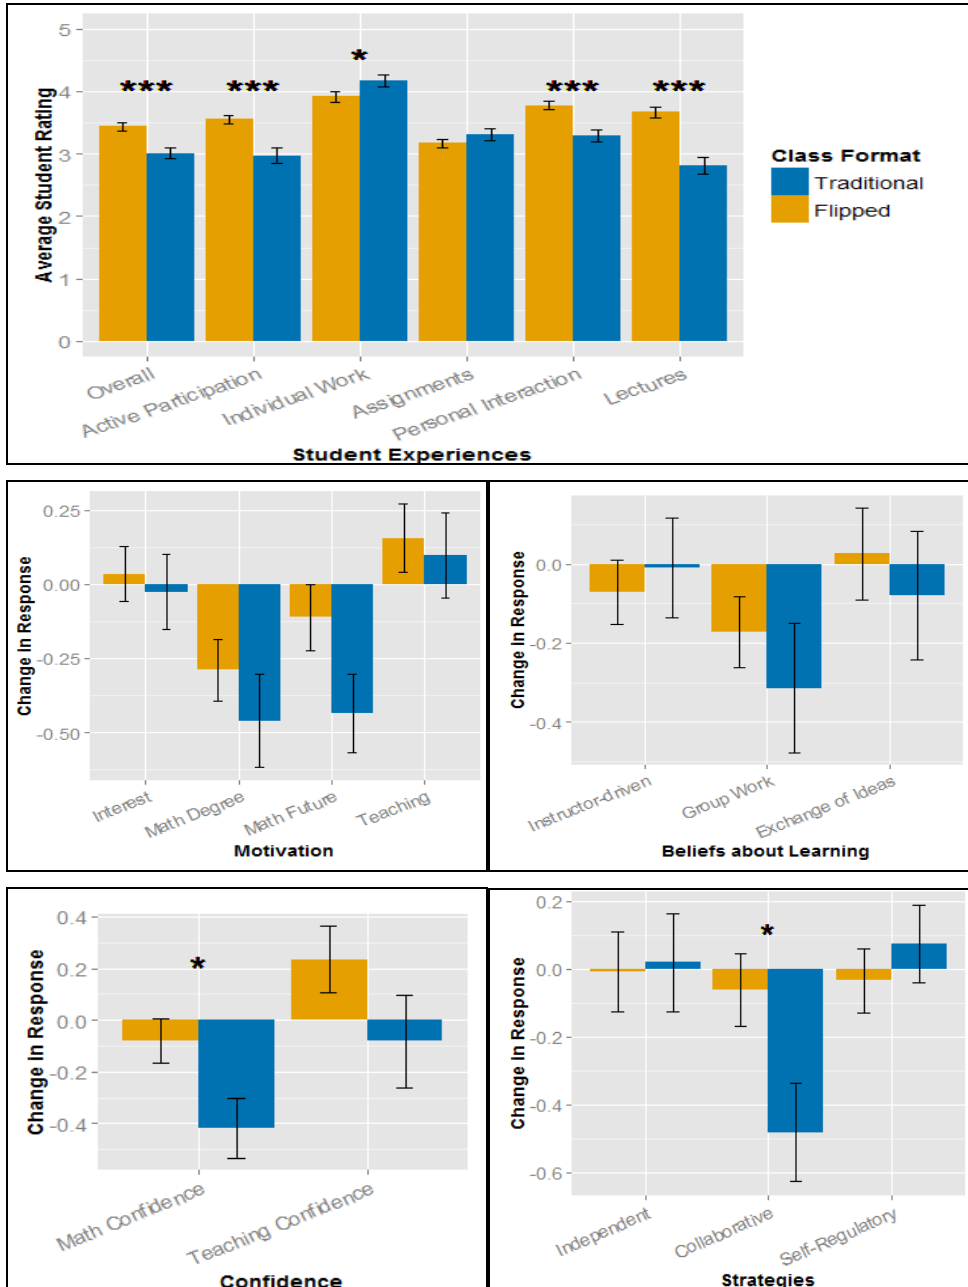 5
4
3
2
1
0
Average Student Rating
*** *** * *** ***
Overall
Active Participation
Individual Work
Assignments
Personal Interaction
Lectures
Student Experiences
Class Format
Traditional
Flipped
0.25
0.00
-0.25
-0.50
Change in Response
Interest
Math Degree
Math Future
Teaching
Motivation
0.0
-0.2
-0.4
Change in Response
Instructor-driven
Group Work
Exchange of Ideas
Beliefs about Learning
0.4
0.2
0.0
-0.2
-0.4
Change in Response
*
Math Confidence
Teaching Confidence
Confidence
0.2
0.0
-0.2
-0.4
-0.6
Change in Response
*
Independent
Collaborative
Self-Regulatory
Strategies